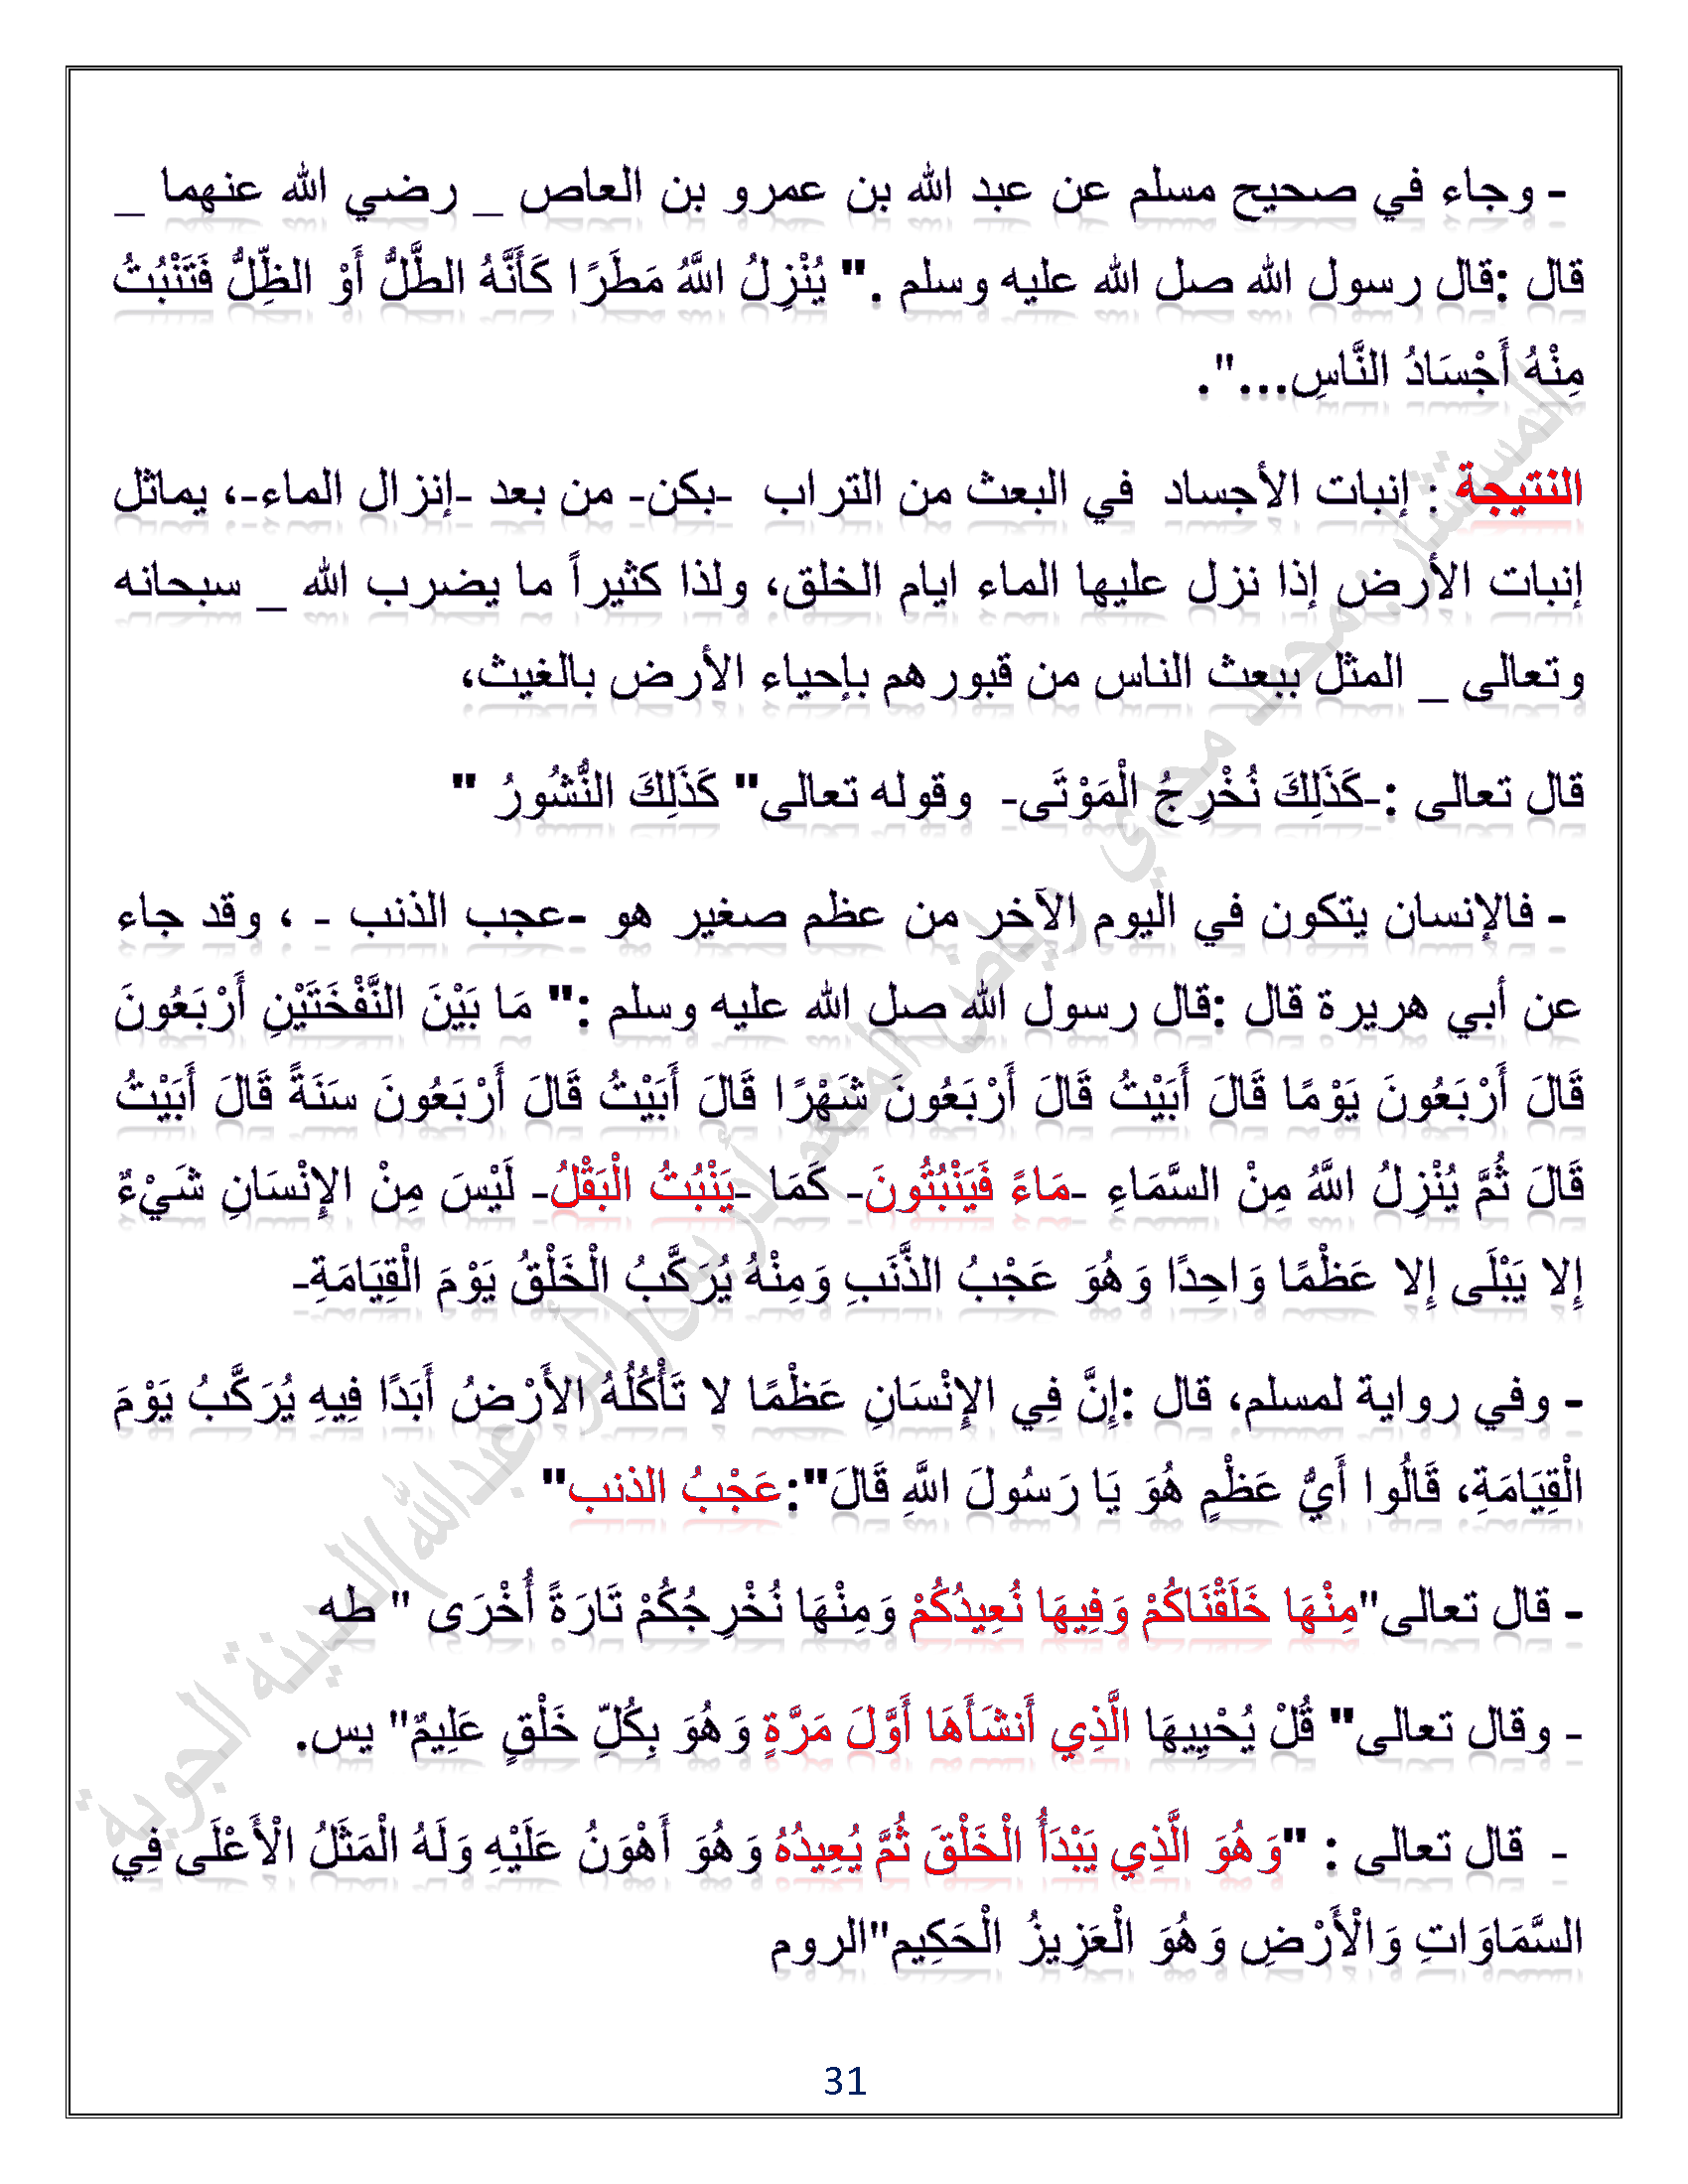 - وجاء في صحيح مسلم عن عبد الله بن عمرو بن العاص _ رضي الله عنهما _
قال :قال رسول الله صل الله عليه وسلم ." يُنْزِلُ اللَّهُ مَطَرًا كَأَنَّهُ الطَّلُّ أَوْ الظِّلُّ فَتَنْبُتُ
مِنْهُ أَجْسَادُ النَّاسِ...".
النتيجة : إنبات الأجساد في البعث من التراب -بكن- من بعد -إنزال الماء-، يماثل
إنبات الأرض إذا نزل عليها الماء ايام الخلق، ولذا كثيراً ما يضرب الله _ سبحانه
وتعالى _ المثل ببعث الناس من قبورهم بإحياء الأرض بالغيث،
قال تعالى :-كَذَلِكَ نُخْرِجُ الْمَوْتَى- وقوله تعالى" كَذَلِكَ النُّشُورُ "
- فالإنسان يتكون في اليوم الآخر من عظم صغير هو -عجب الذنب - ، وقد جاء
عن أبي هريرة قال :قال رسول الله صل الله عليه وسلم :" مَا بَيْنَ النَّفْخَتَيْنِ أَرْبَعُونَ
قَالَ أَرْبَعُونَ يَوْمًا قَالَ أَبَيْتُ قَالَ أَرْبَعُونَ شَهْرًا قَالَ أَبَيْتُ قَالَ أَرْبَعُونَ سَنَةً قَالَ أَبَيْتُ
قَالَ ثُمَّ يُنْزِلُ اللَّهُ مِنْ السَّمَاءِ -مَاءً فَيَنْبُتُونَ- كَمَا -يَنْبُتُ الْبَقْلُ- لَيْسَ مِنْ الإِنْسَانِ شَيْءٌ
إِلا يَبْلَى إِلا عَظْمًا وَاحِدًا وَهُوَ عَجْبُ الذَّنَبِ وَمِنْهُ يُرَكَّبُ الْخَلْقُ يَوْمَ الْقِيَامَةِ-
- وفي رواية لمسلم، قال :إِنَّ فِي الإِنْسَانِ عَظْمًا لا تَأْكُلُهُ الأَرْضُ أَبَدًا فِيهِ يُرَكَّبُ يَوْمَ
الْقِيَامَةِ، قَالُوا أَيُّ عَظْمٍ هُوَ يَا رَسُولَ اللَّهِ قَالَ":عَجْبُ الذنب"
- قال تعالى"مِنْهَا خَلَقْنَاكُمْ وَفِيهَا نُعِيدُكُمْ وَمِنْهَا نُخْرِجُكُمْ تَارَةً أُخْرَى " طه
- وقال تعالى" قُلْ يُحْيِيهَا الَّذِي أَنشَأَهَا أَوَّلَ مَرَّةٍ وَهُوَ بِكُلِّ خَلْقٍ عَلِيمٌ" يس.
- قال تعالى : "وَهُوَ الَّذِي يَبْدَأُ الْخَلْقَ ثُمَّ يُعِيدُهُ وَهُوَ أَهْوَنُ عَلَيْهِ وَلَهُ الْمَثَلُ الْأَعْلَى فِي
السَّمَاوَاتِ وَالْأَرْضِ وَهُوَ الْعَزِيزُ الْحَكِيم"الروم
31